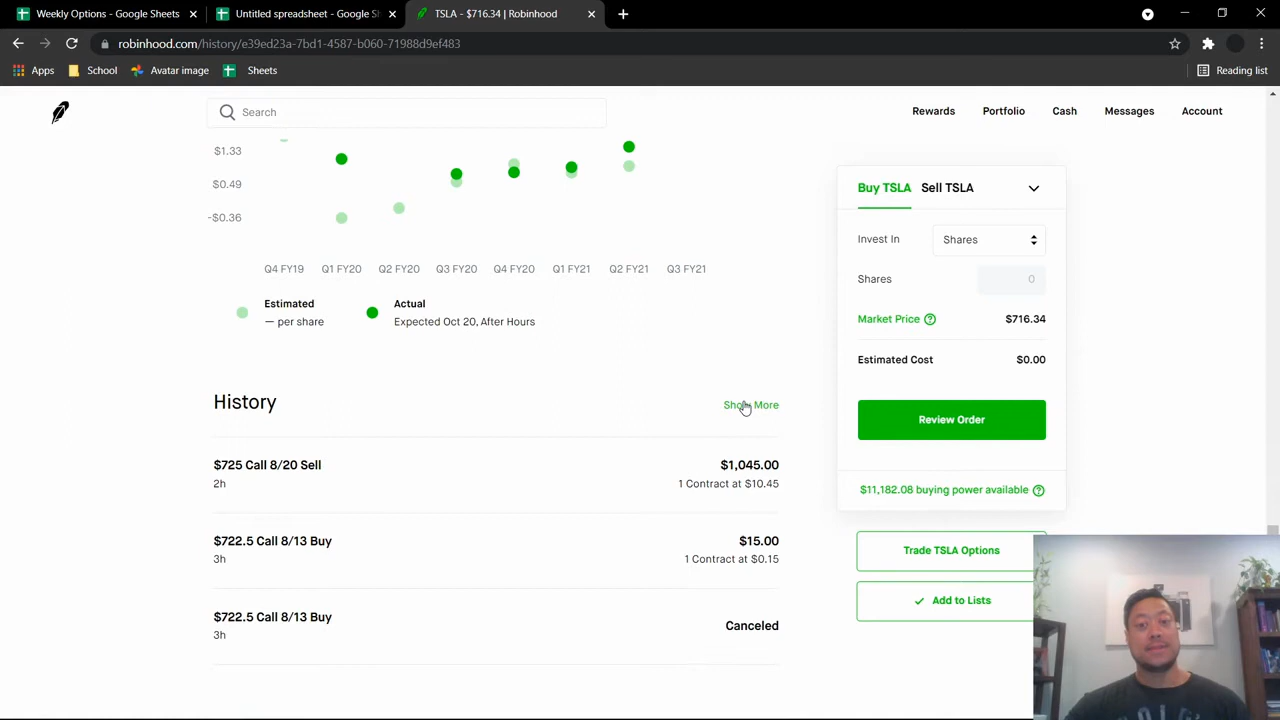 Weekly Options - Google Sheets
Untitled spreadsheet - Google S
TSLA - $716.34 | Robinhood
robinhood.com/history/e39ed23a-7bd1-4587-b060-71988d9ef483
Apps
School
Avatar image
Sheets
Reading list
Search
Rewards
Portfolio
Cash
Messages
Account
$1.33
$0.49
-$0.36
Q4 FY19
Q1 FY20
Q2 FY20
Q3 FY20
Q4 FY20
Q1 FY21
Q2 FY21
Q3 FY21
Estimated
— per share
Actual
Expected Oct 20, After Hours
History
Show More
$725 Call 8/20 Sell
2h
$1,045.00
1 Contract at $10.45
$722.5 Call 8/13 Buy
3h
$15.00
1 Contract at $0.15
$722.5 Call 8/13 Buy
3h
Canceled
Buy TSLA
Sell TSLA
Invest In
Shares
Shares
0
Market Price
$716.34
Estimated Cost
$0.00
Review Order
$11,182.08 buying power available
Trade TSLA Options
Add to Lists